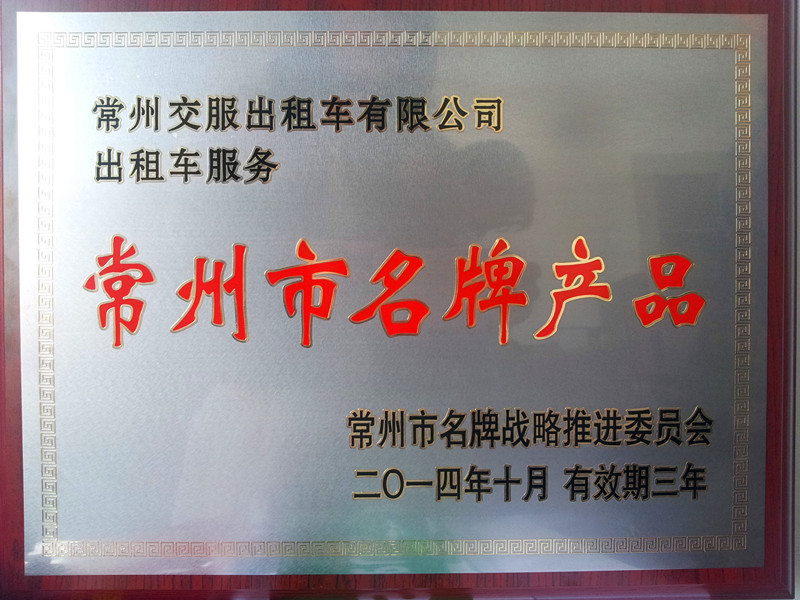 常州交服出租车有限公司
出租车服务
常州市名牌产品
常州市名牌战略推进委员会
二〇一四年十月 有效期三年